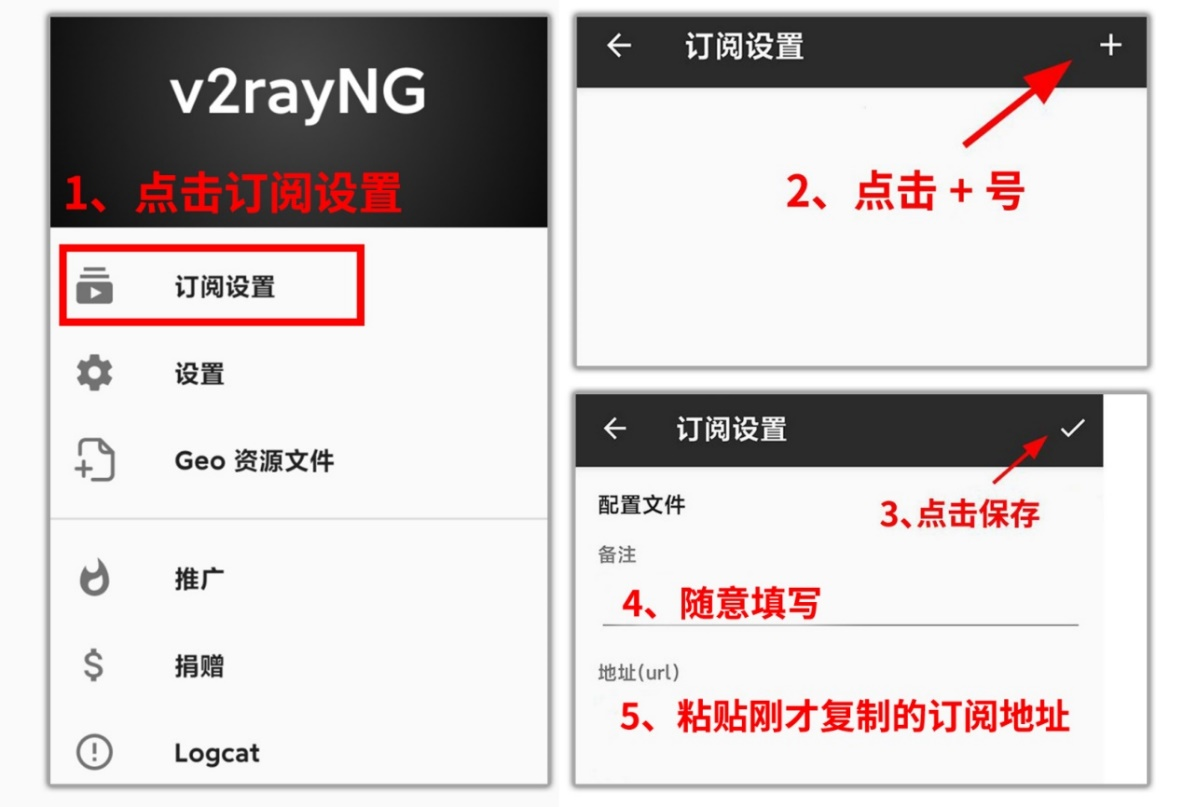 v2rayNG
1、点击订阅设置
订阅设置
设置
Geo 资源文件
推广
捐赠
Logcat
订阅设置
2、点击 + 号
订阅设置
3、点击保存
配置文件
备注
4、随意填写
地址(url)
5、粘贴刚才复制的订阅地址